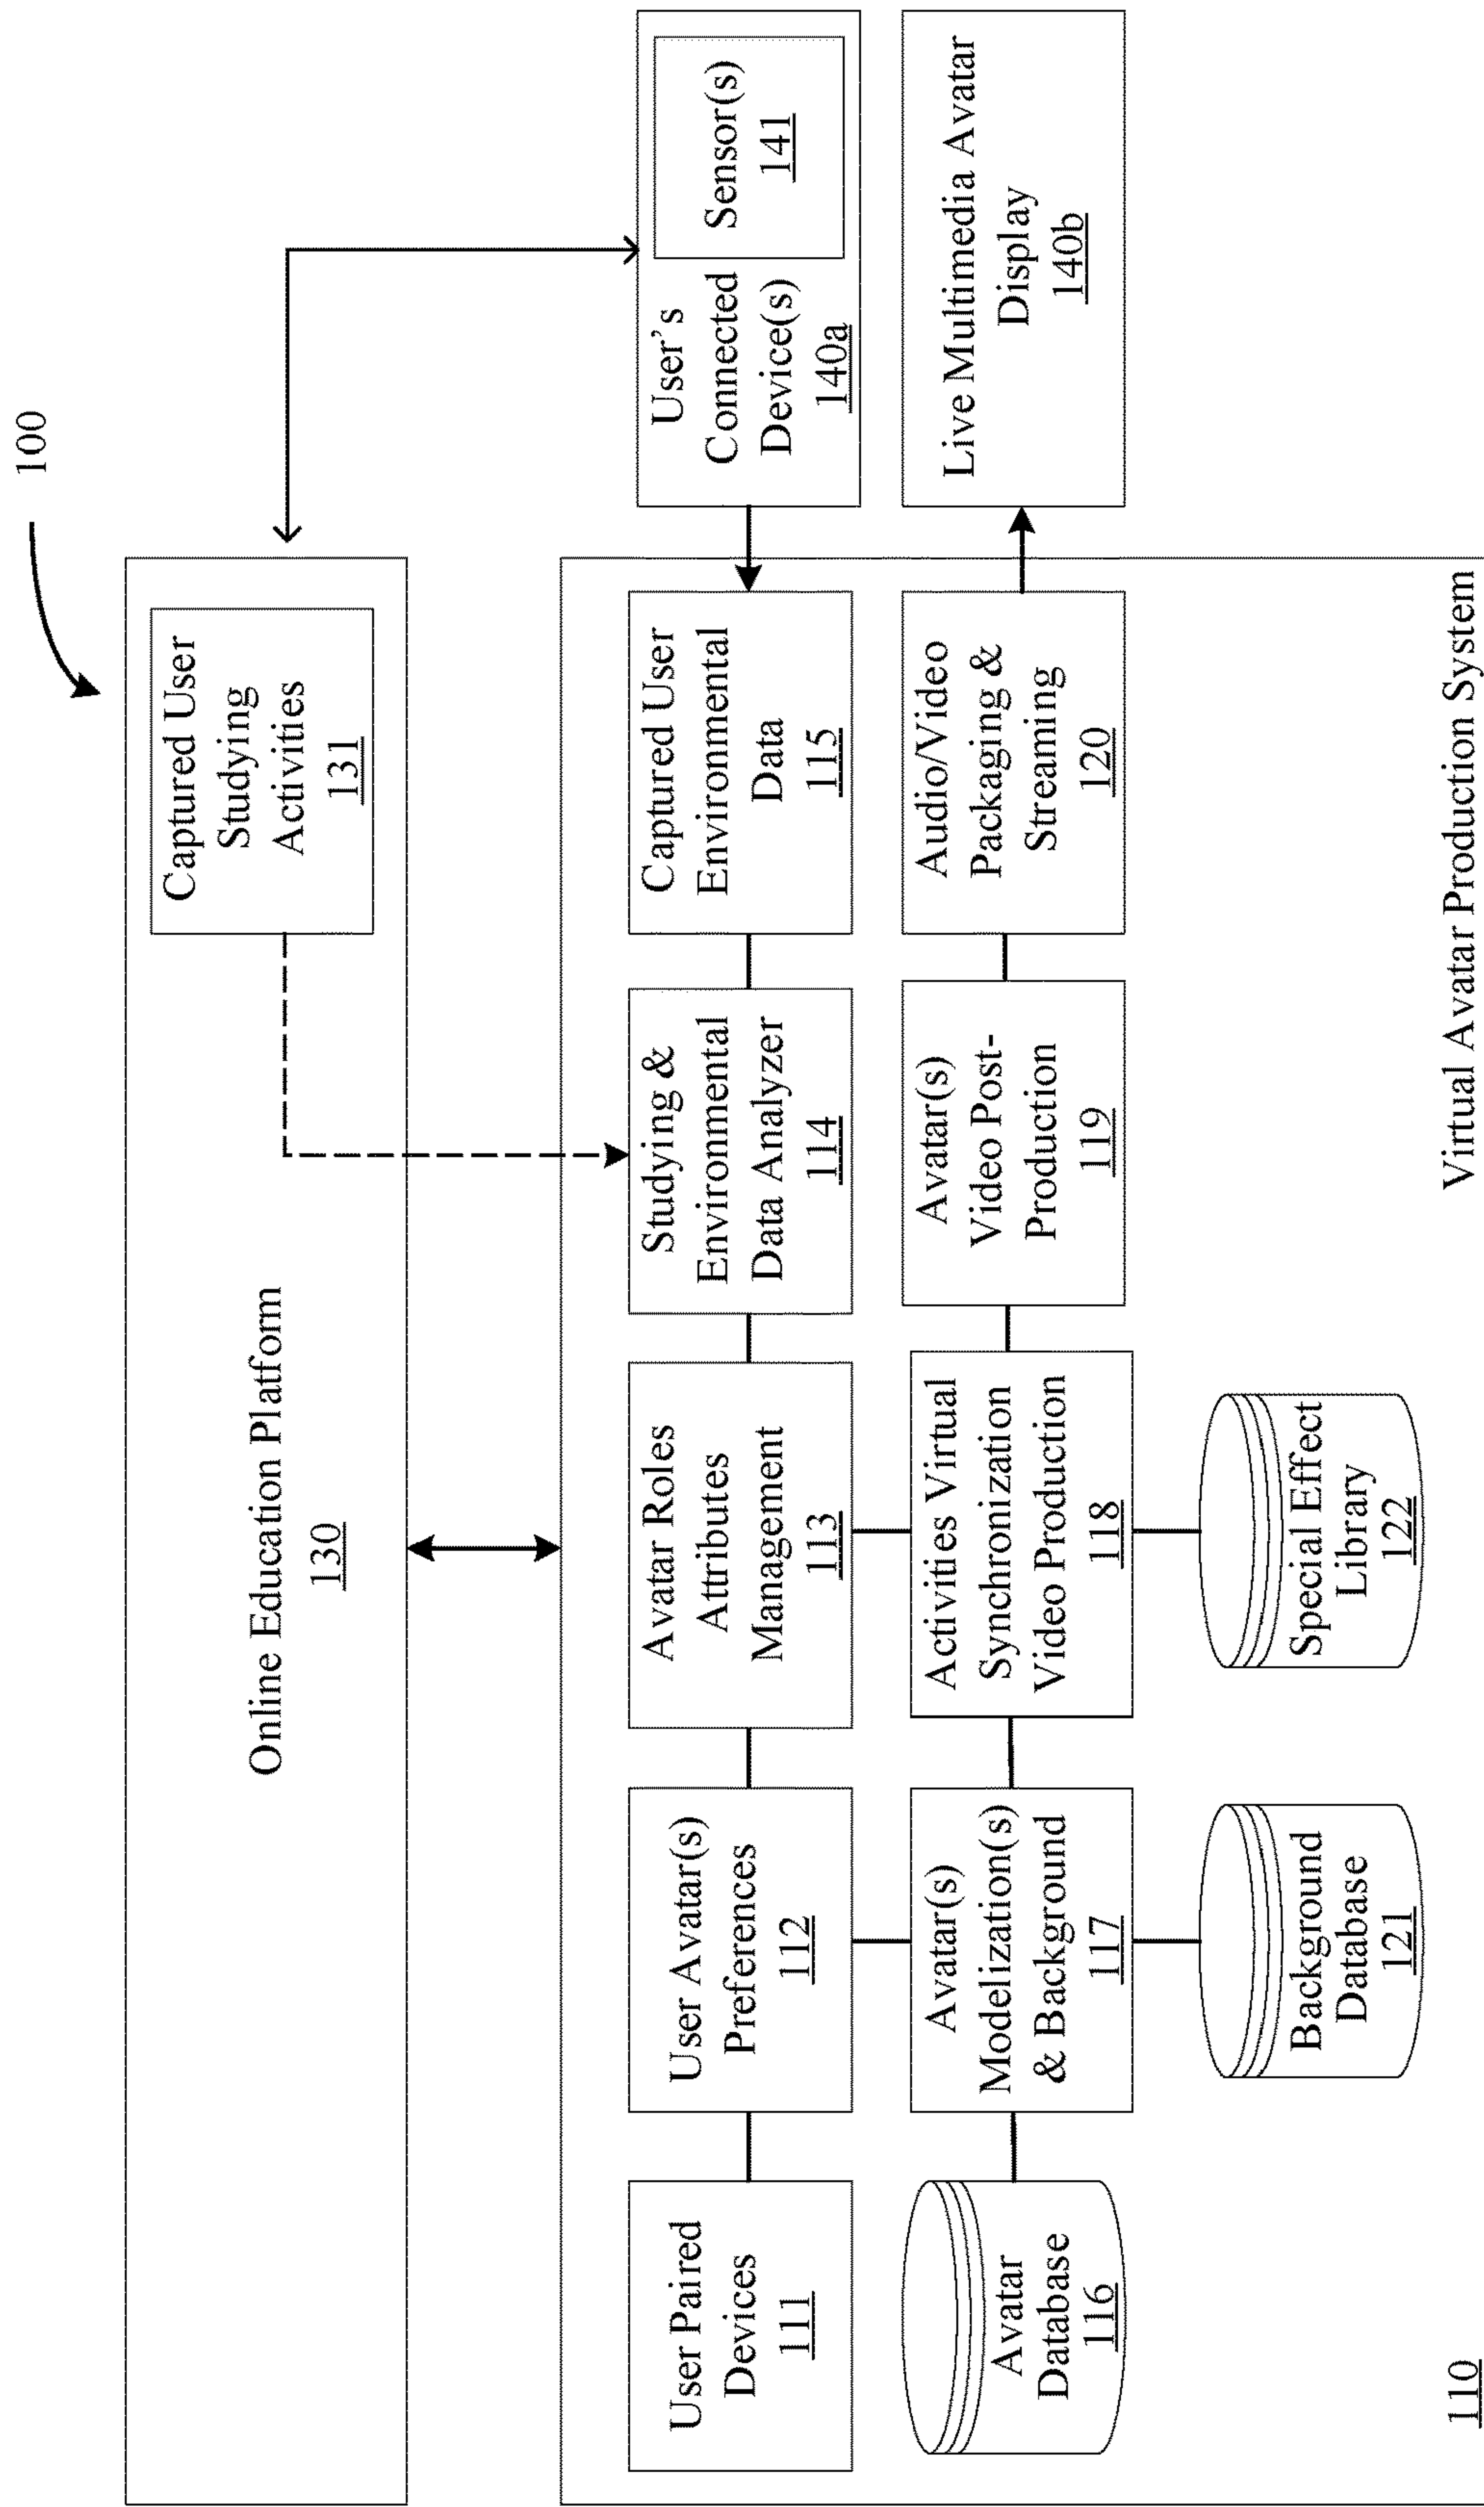 100
Online Education Platform
130
Captured User
Studying
Activities
131
User Paired
Devices
111
User Avatar(s)
Preferences
112
Avatar Roles
Attributes
Management
113
Studying &
Environmental
Data Analyzer
114
Captured User
Environmental
Data
115
User's
Connected
Device(s)
140a
Sensor(s)
141
Avatar
Database
116
Avatar(s)
Modelization(s)
& Background
117
Activities Virtual
Synchronization
Video Production
118
Avatar(s)
Video Post-
Production
119
Audio/Video
Packaging &
Streaming
120
Live Multimedia Avatar
Display
140b
Background
Database
121
Special Effect
Library
122
110
Virtual Avatar Production System